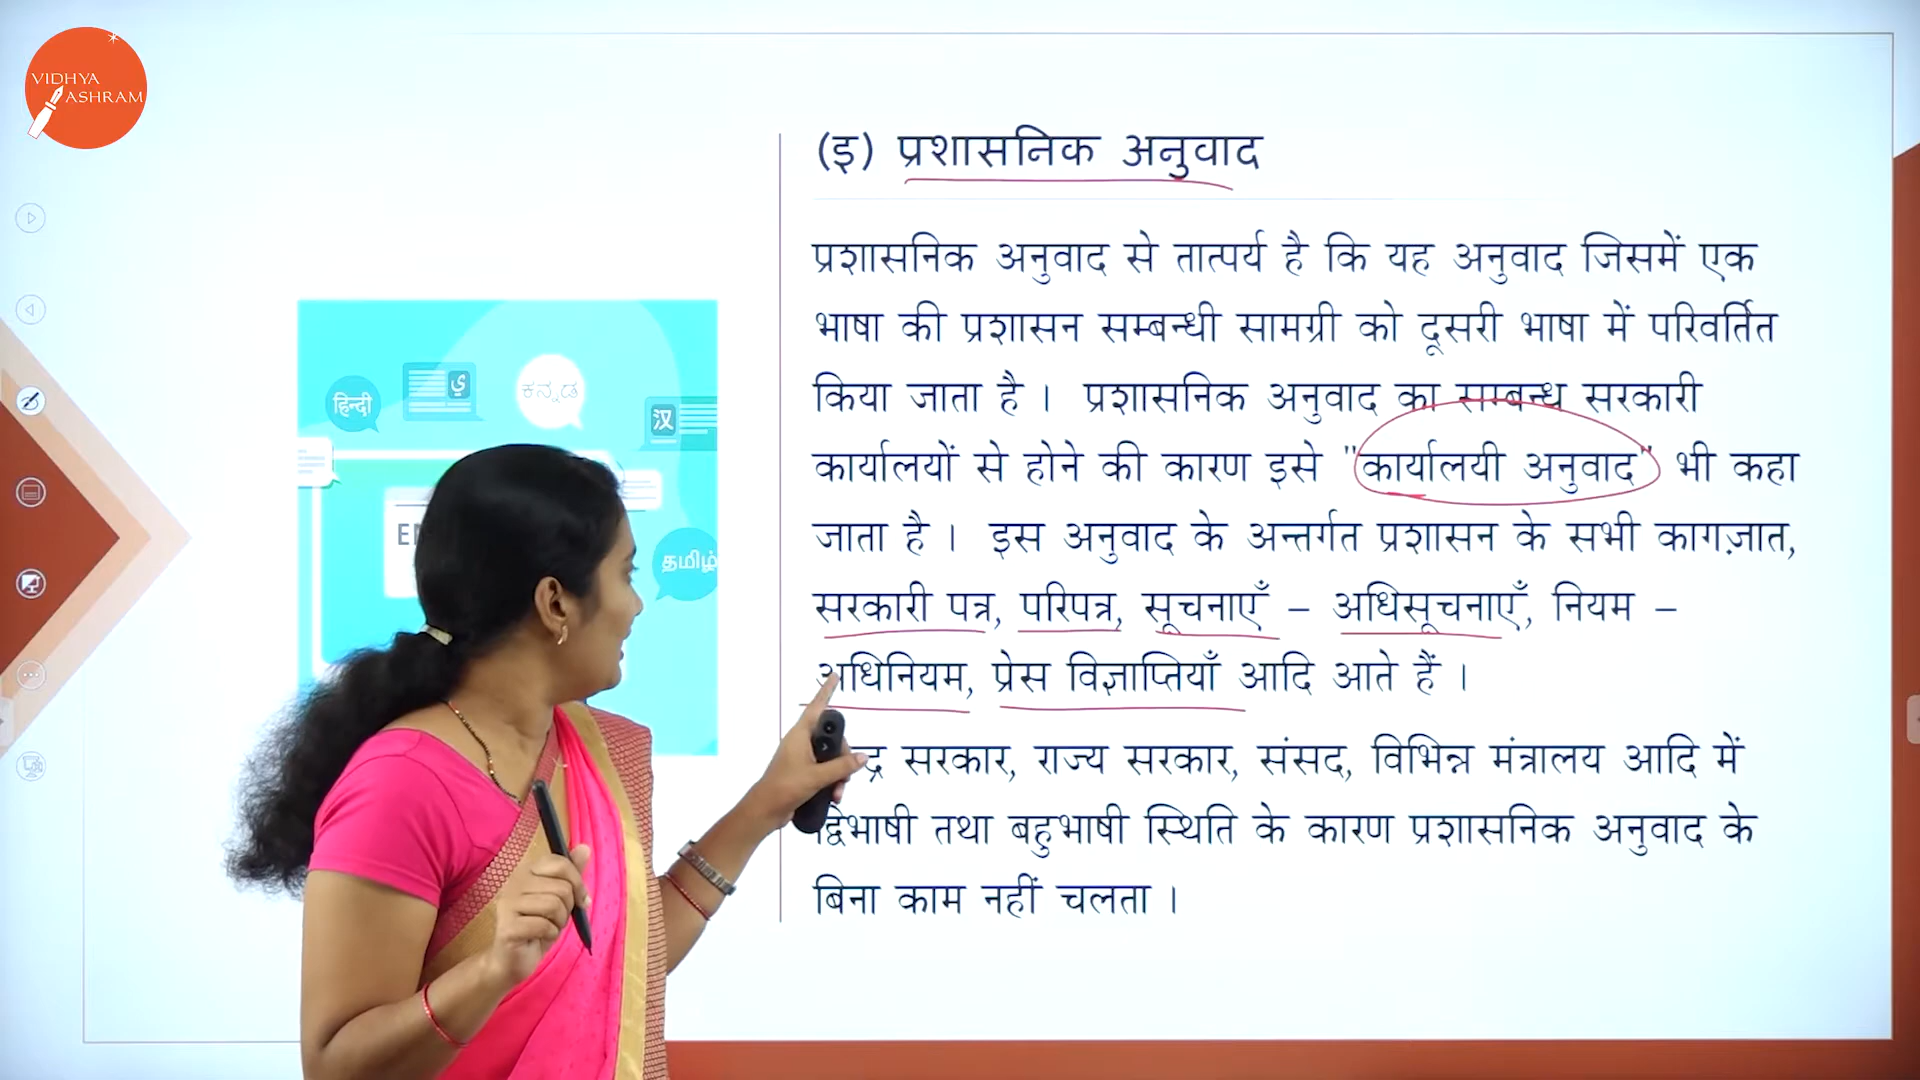 VIDHYA
ASHRAM
(इ) प्रशासनिक अनुवाद
प्रशासनिक अनुवाद से तात्पर्य है कि यह अनुवाद जिसमें एक
भाषा की प्रशासन सम्बन्धी सामग्री को दूसरी भाषा में परिवर्तित
किया जाता है । प्रशासनिक अनुवाद का सम्बन्ध सरकारी
कार्यालयों से होने की कारण इसे "कार्यालयी अनुवाद" भी कहा
जाता है । इस अनुवाद के अन्तर्गत प्रशासन के सभी कागज़ात,
सरकारी पत्र, परिपत्र, सूचनाएँ – अधिसूचनाएँ, नियम –
अधिनियम, प्रेस विज्ञाप्तियाँ आदि आते हैं ।
सरकार, राज्य सरकार, संसद, विभिन्न मंत्रालय आदि में
द्विभाषी तथा बहुभाषी स्थिति के कारण प्रशासनिक अनुवाद के
बिना काम नहीं चलता ।
हिन्दी
ي
ಕನ್ನಡ
汉
தமிழ்